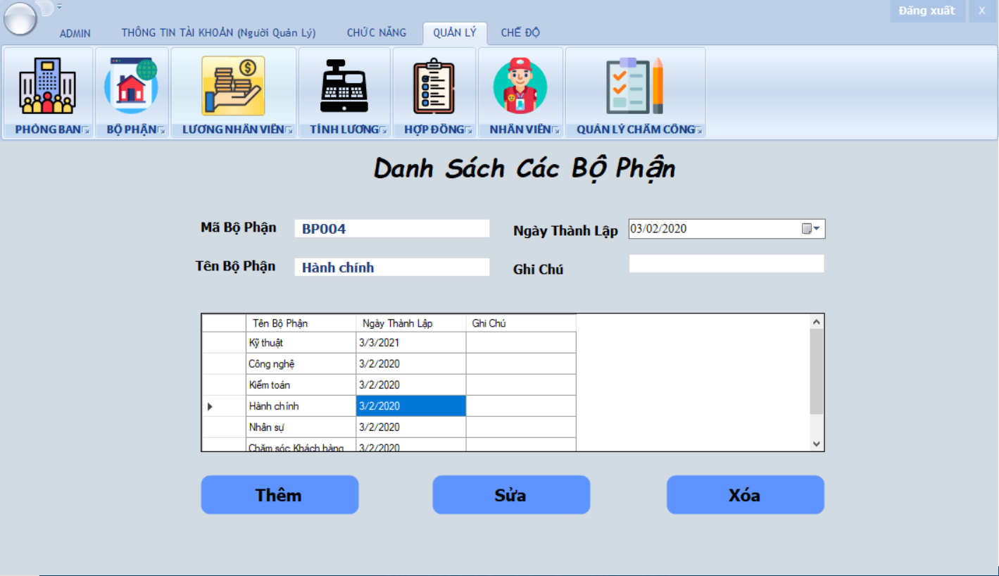 Đăng xuất X
ADMIN THÔNG TIN TÀI KHOẢN (Người Quản Lý) CHỨC NĂNG QUẢN LÝ CHẾ ĐỘ
PHÒNG BAN BỘ PHẬN LƯƠNG NHÂN VIÊN TÍNH LƯƠNG HỢP ĐỒNG NHÂN VIÊN QUẢN LÝ CHẤM CÔNG
Danh Sách Các Bộ Phận
Mã Bộ Phận BP004 Ngày Thành Lập 03/02/2020
Tên Bộ Phận Hành chính Ghi Chú
Tên Bộ Phận Ngày Thành Lập Ghi Chú
Kỹ thuật 3/3/2021
Công nghệ 3/2/2020
Kiểm toán 3/2/2020
Hành chính 3/2/2020
Nhân sự 3/2/2020
Chăm sóc Khách hàng 3/2/2020
Thêm Sửa Xóa